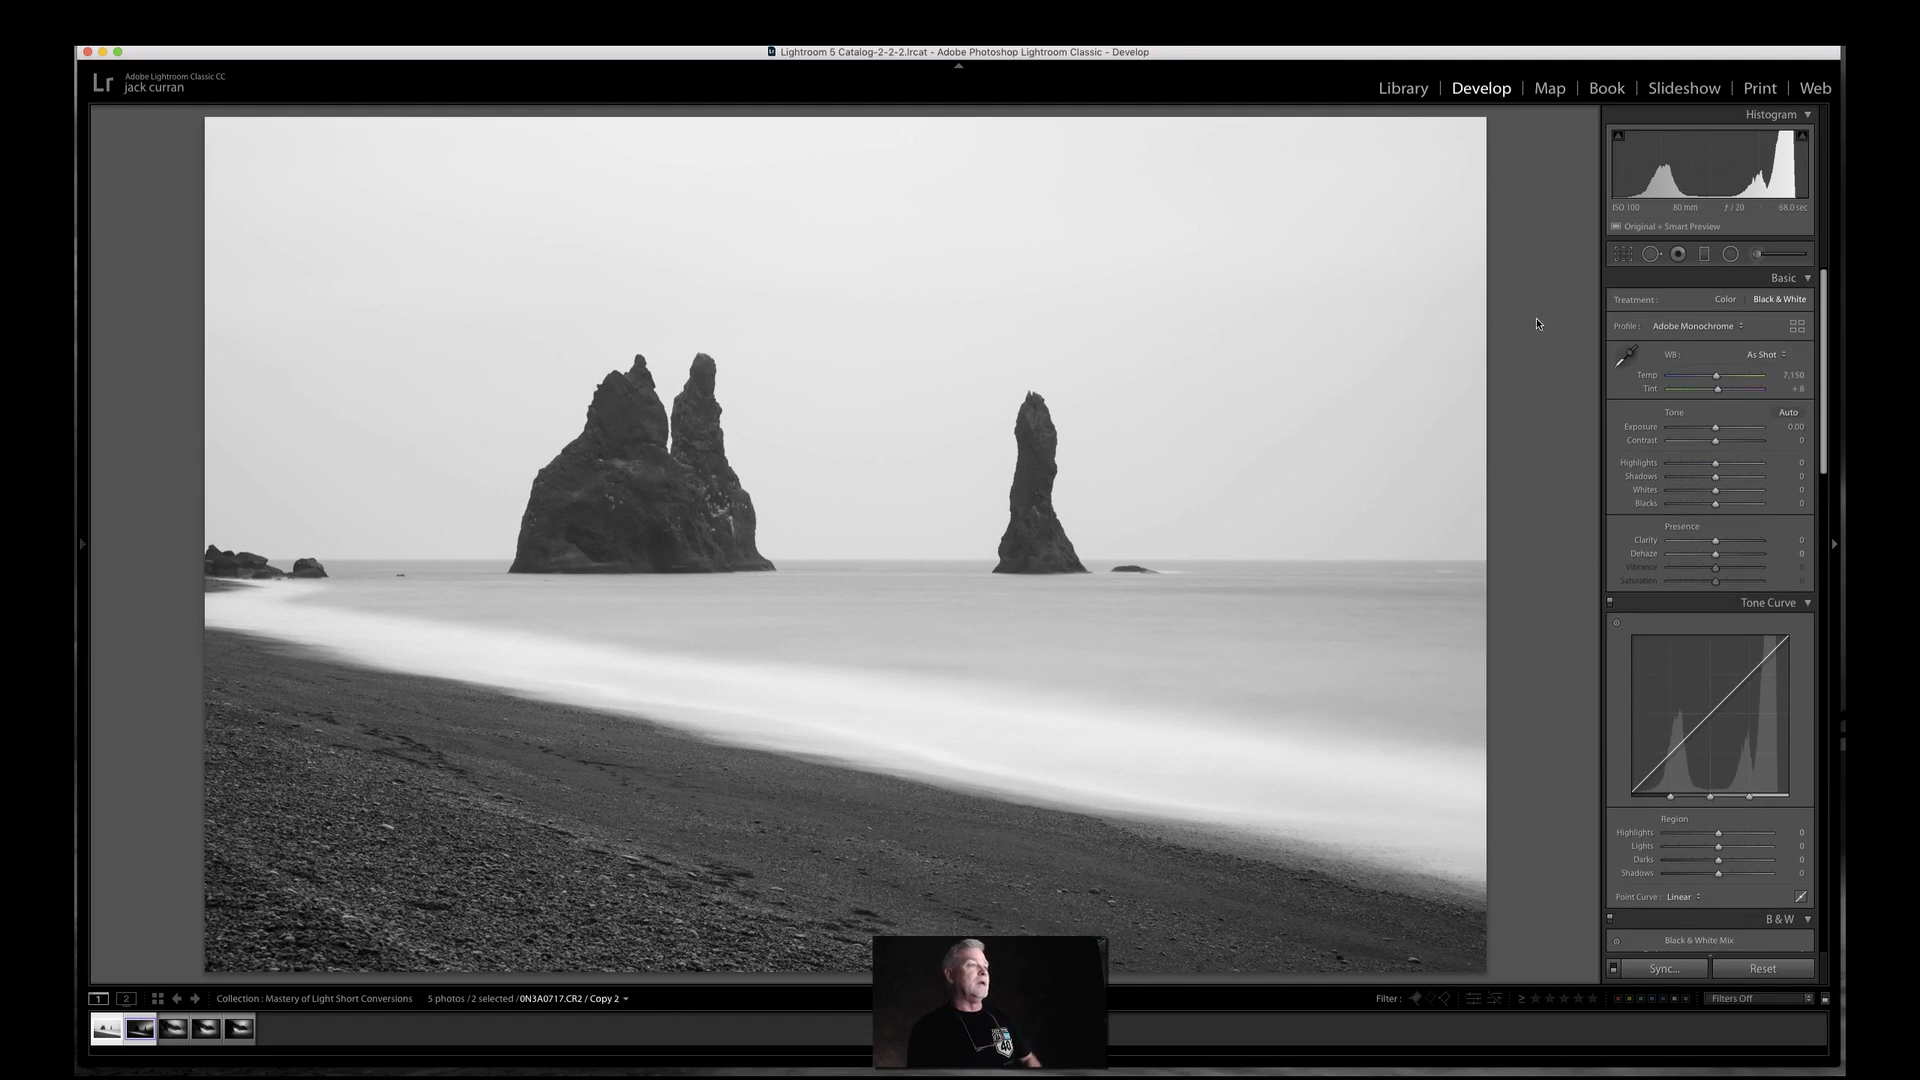 Lightroom 5 Catalog-2-2-2.lrcat - Adobe Photoshop Lightroom Classic - Develop
Lr
Adobe Lightroom Classic CC
jack curran
Library | Develop | Map | Book | Slideshow | Print | Web
Histogram
ISO 100 80 mm ƒ / 20 68.0 sec
Original + Smart Preview
Basic
Treatment : Color Black & White
Profile : Adobe Monochrome
WB : As Shot
Temp 7,150
Tint + 8
Tone Auto
Exposure 0.00
Contrast 0
Highlights 0
Shadows 0
Whites 0
Blacks 0
Presence
Clarity 0
Dehaze 0
Vibrance 0
Saturation 0
Tone Curve
Region
Highlights 0
Lights 0
Darks 0
Shadows 0
Point Curve : Linear
B & W
Black & White Mix
Sync... Reset
1 2 Collection : Mastery of Light Short Conversions 5 photos / 2 selected / 0N3A0717.CR2 / Copy 2 Filter : ≥ Filters Off